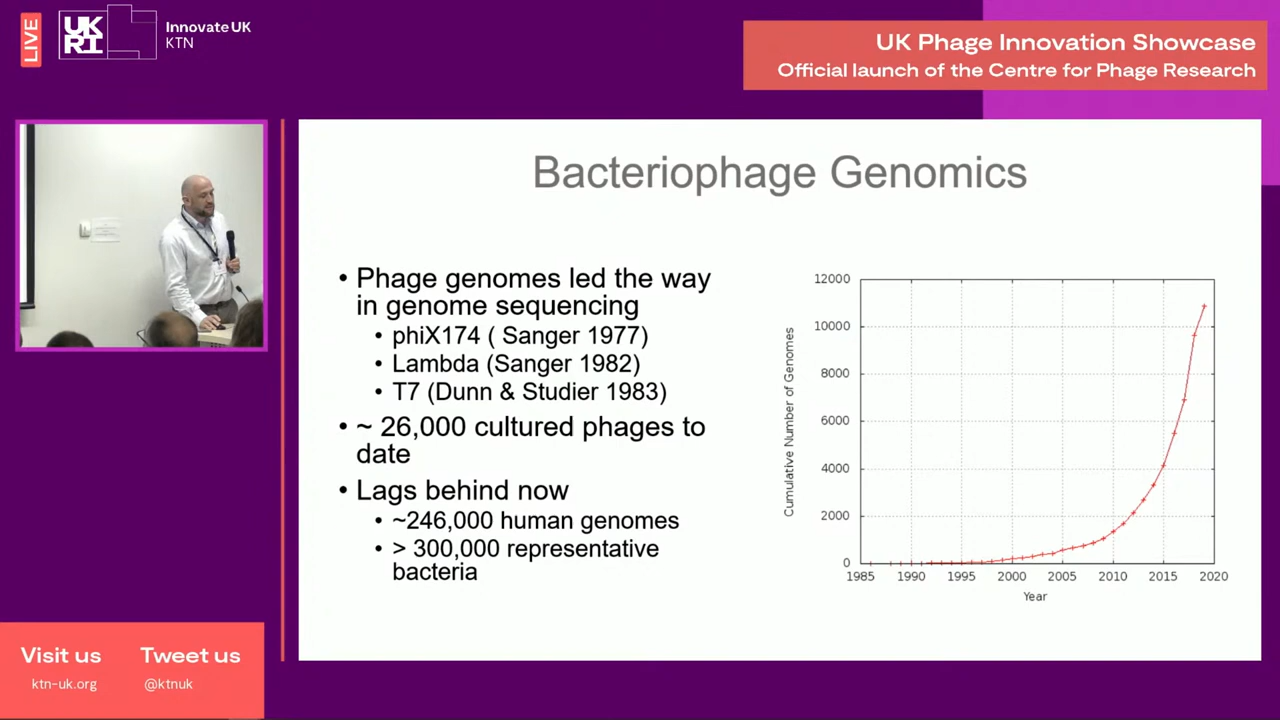 LIVE
UK
RI
Innovate UK
KTN
UK Phage Innovation Showcase
Official launch of the Centre for Phage Research
Bacteriophage Genomics
• Phage genomes led the way
in genome sequencing
• phiX174 ( Sanger 1977)
• Lambda (Sanger 1982)
• T7 (Dunn & Studier 1983)
• ~ 26,000 cultured phages to
date
• Lags behind now
• ~246,000 human genomes
• > 300,000 representative
bacteria
Cumulative Number of Genomes
12000
10000
8000
6000
4000
2000
0
1985 1990 1995 2000 2005 2010 2015 2020
Year
Visit us
ktn-uk.org
Tweet us
@ktnuk